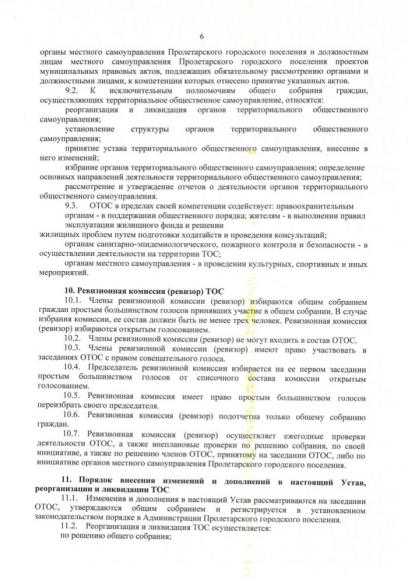 6
органы местного самоуправления Пролетарского городского поселения и должностным
лицам местного самоуправления Пролетарского городского поселения проектов
муниципальных правовых актов, подлежащих обязательному рассмотрению органами и
должностными лицами, к компетенции которых отнесено принятие указанных актов.
9.2. К исключительным полномочиям общего собрания граждан,
осуществляющих территориальное общественное самоуправление, относятся:
реорганизация и ликвидация органов территориального общественного
самоуправления;
установление структуры органов территориального общественного
самоуправления;
принятие устава территориального общественного самоуправления, внесение в
него изменений;
избрание органов территориального общественного самоуправления; определение
основных направлений деятельности территориального общественного самоуправления;
рассмотрение и утверждение отчетов о деятельности органов территориального
общественного самоуправления.
9.3. ОТОС в пределах своей компетенции содействует: правоохранительным
органам - в поддержании общественного порядка; жителям - в выполнении правил
эксплуатации жилищного фонда и решении
жилищных проблем путем подготовки ходатайств и проведения консультаций;
органам санитарно-эпидемиологического, пожарного контроля и безопасности - в
осуществлении деятельности на территории ТОС;
органам местного самоуправления - в проведении культурных, спортивных и иных
мероприятий.
10. Ревизионная комиссия (ревизор) ТОС
10.1. Члены ревизионной комиссии (ревизор) избираются общим собранием
граждан простым большинством голосов принявших участие в общем собрании. В случае
избрания комиссии, ее состав должен быть не менее трех человек. Ревизионная комиссия
(ревизор) избираются открытым голосованием.
10.2. Члены ревизионной комиссии (ревизор) не могут входить в состав ОТОС.
10.3. Члены ревизионной комиссии (ревизор) имеют право участвовать в
заседаниях ОТОС с правом совещательного голоса.
10.4. Председатель ревизионной комиссии избирается на ее первом заседании
простым большинством голосов от списочного состава комиссии открытым
голосованием.
10.5. Ревизионная комиссия имеет право простым большинством голосов
переизбрать своего председателя.
10.6. Ревизионная комиссия (ревизор) подотчетна только общему собранию
граждан.
10.7. Ревизионная комиссия (ревизор) осуществляет ежегодные проверки
деятельности ОТОС, а также внеплановые проверки по решению собрания, по своей
инициативе, а также по решению членов ОТОС, принятому на заседании ОТОС, либо по
инициативе органов местного самоуправления Пролетарского городского поселения.
11. Порядок внесения изменений и дополнений в настоящий Устав,
реорганизации и ликвидации ТОС
11.1. Изменения и дополнения в настоящий Устав рассматриваются на заседании
ОТОС, утверждаются общим собранием и регистрируется в установленном
законодательством порядке в Администрации Пролетарского городского поселения.
11.2. Реорганизация и ликвидация ТОС осуществляется:
по решению общего собрания;